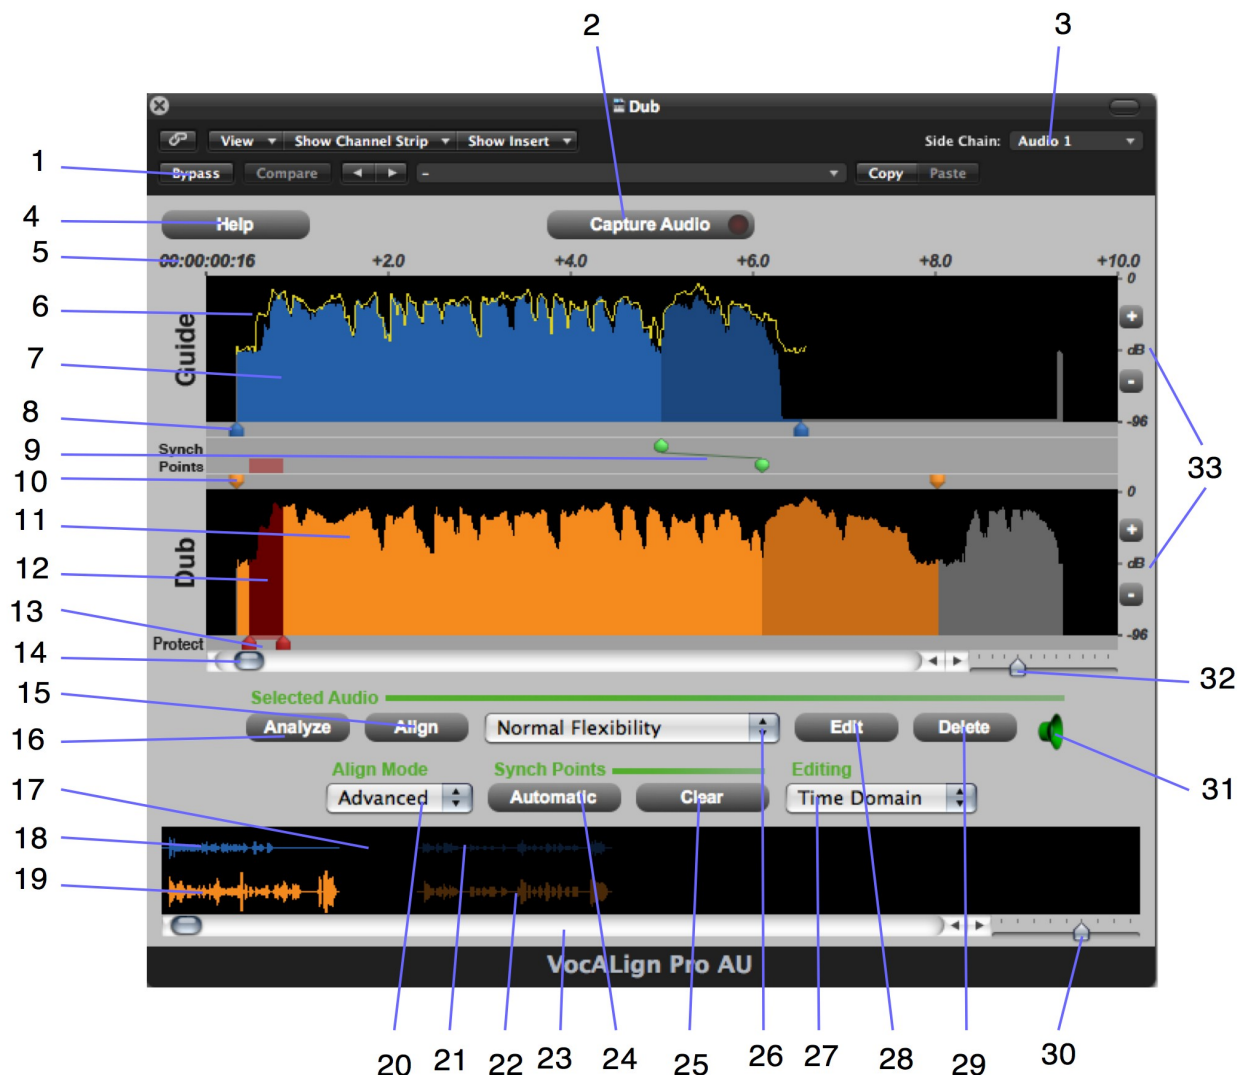 2
3
Dub
View
Show Channel Strip
Show Insert
Side Chain:
Audio 1
1
Bypass
Compare
-
Copy
Paste
4
Help
Capture Audio
5
00:00:00:16
+2.0
+4.0
+6.0
+8.0
+10.0
6
7
8
Guide
0
+
dB
-
-96
9
10
Synch
Points
33
11
12
13
14
Dub
0
+
dB
-
-96
Protect
32
15
Selected Audio
16
Analyze
Align
Normal Flexibility
Edit
Delete
31
17
Align Mode
Synch Points
Editing
Advanced
Automatic
Clear
Time Domain
18
19
VocALign Pro AU
20
21
22
23
24
25
26
27
28
29
30